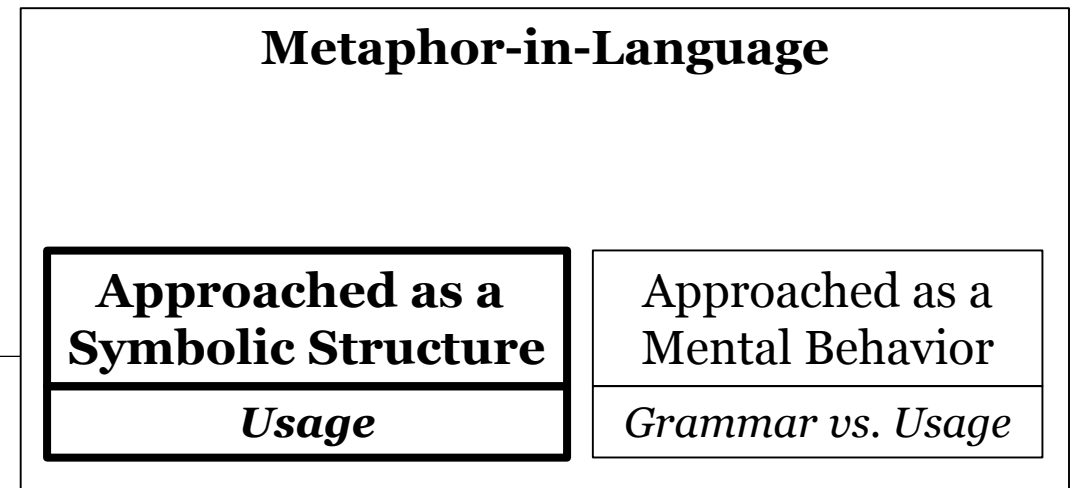 Metaphor-in-Language
Approached as a
Symbolic Structure
Usage
Approached as a
Mental Behavior
Grammar vs. Usage